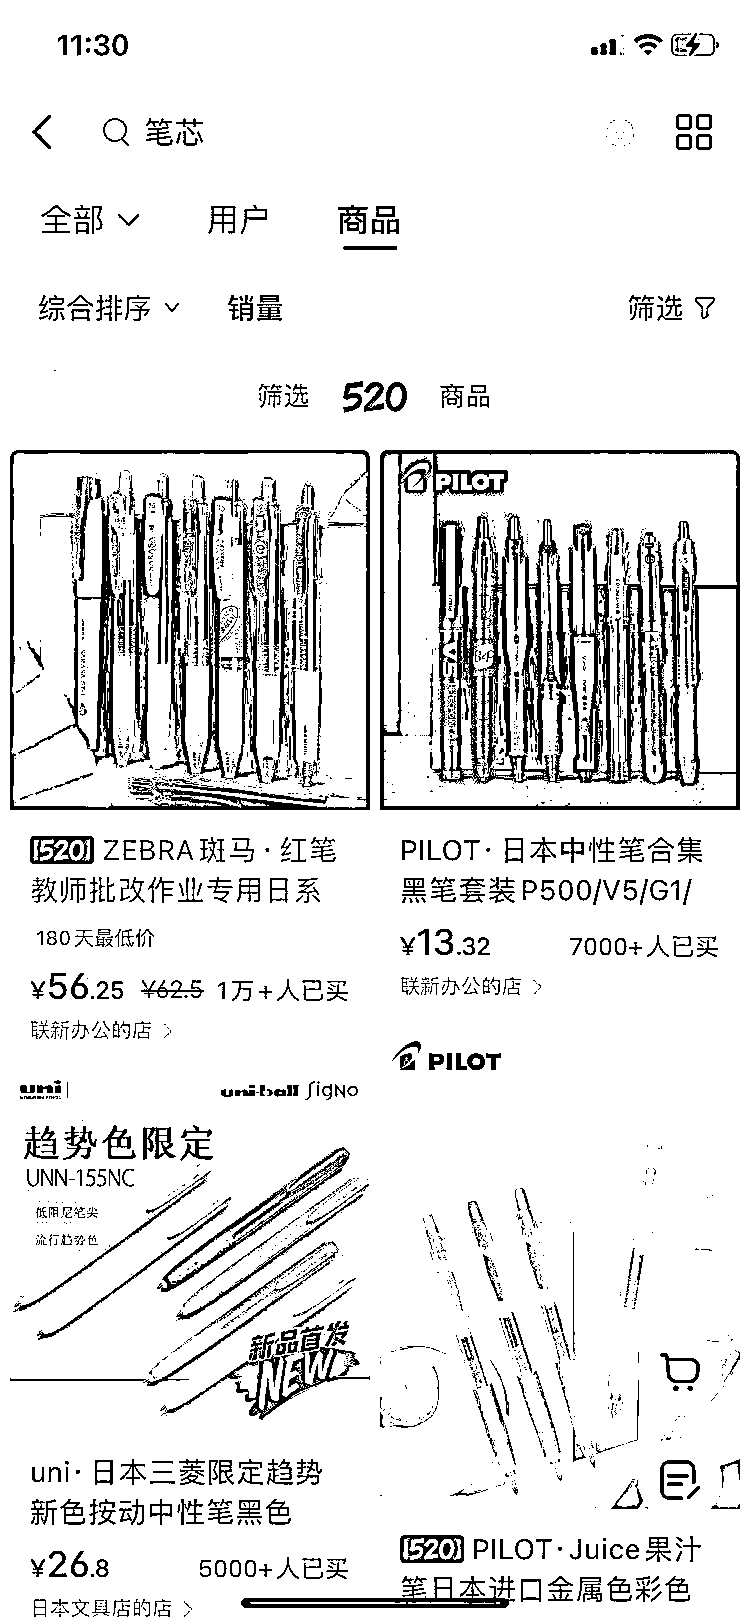 11:30
笔芯
全部 用户 商品
综合排序 销量 筛选
筛选 520 商品
PILOT
520 ZEBRA斑马·红笔
教师批改作业专用日系
180天最低价
¥56.25 ¥62.5 1万+人已买
联新办公的店
PILOT·日本中性笔合集
黑笔套装P500/V5/G1/
¥13.32 7000+人已买
联新办公的店
uni uni-ball SigNo
趋势色限定
UNN-155NC
低阻尼笔尖
流行趋势色
新品首发
NEW
uni·日本三菱限定趋势
新色按动中性笔黑色
¥26.8 5000+人已买
日本文具店的店
PILOT
520 PILOT·Juice果汁
笔日本进口金属色彩色